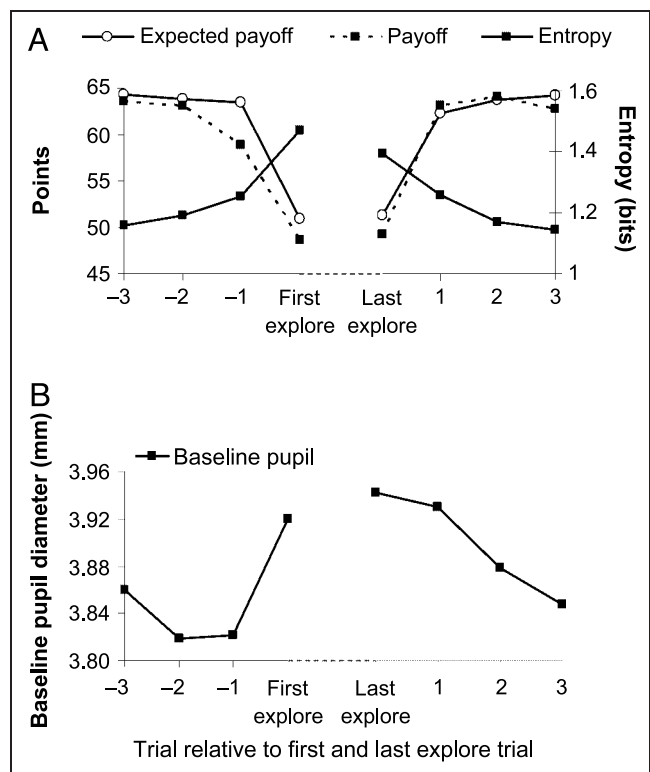 A
Expected payoff Payoff Entropy
65
60
55
50
45
Points
1.6
1.4
1.2
1
Entropy (bits)
–3 –2 –1 First explore Last explore 1 2 3
B
Baseline pupil
3.96
3.92
3.88
3.84
3.80
Baseline pupil diameter (mm)
–3 –2 –1 First explore Last explore 1 2 3
Trial relative to first and last explore trial